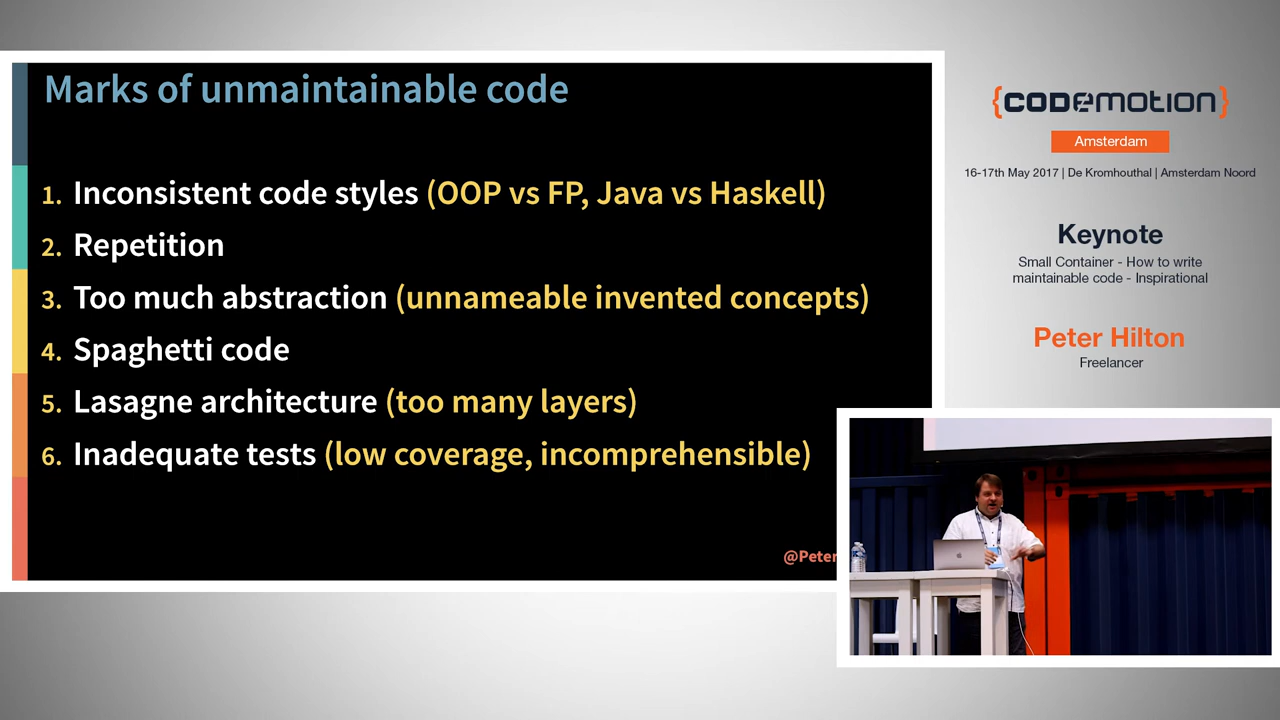 Marks of unmaintainable code
1. Inconsistent code styles (OOP vs FP, Java vs Haskell)
2. Repetition
3. Too much abstraction (unnameable invented concepts)
4. Spaghetti code
5. Lasagne architecture (too many layers)
6. Inadequate tests (low coverage, incomprehensible)
@Peter
{CODEMOTION}
Amsterdam
16-17th May 2017 | De Kromhouthal | Amsterdam Noord
Keynote
Small Container - How to write
maintainable code - Inspirational
Peter Hilton
Freelancer